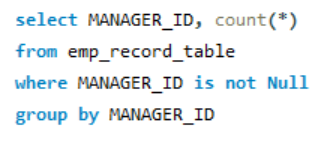 select MANAGER_ID, count(*)
from emp_record_table
where MANAGER_ID is not Null
group by MANAGER_ID